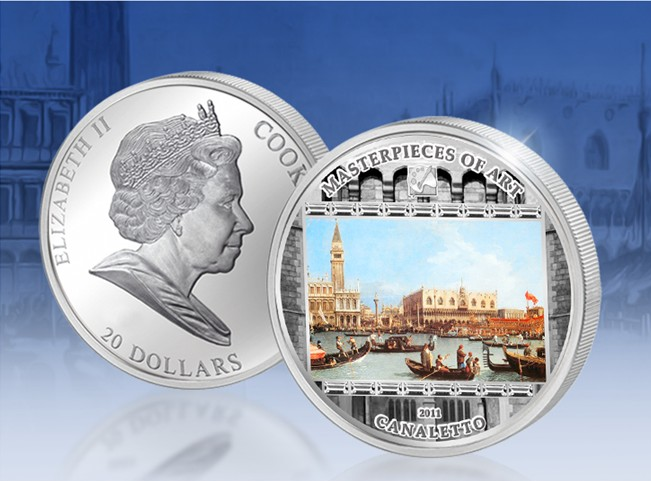 ELIZABETH II
COOK
20 DOLLARS
MASTERPIECES OF ART
2011
CANALETTO